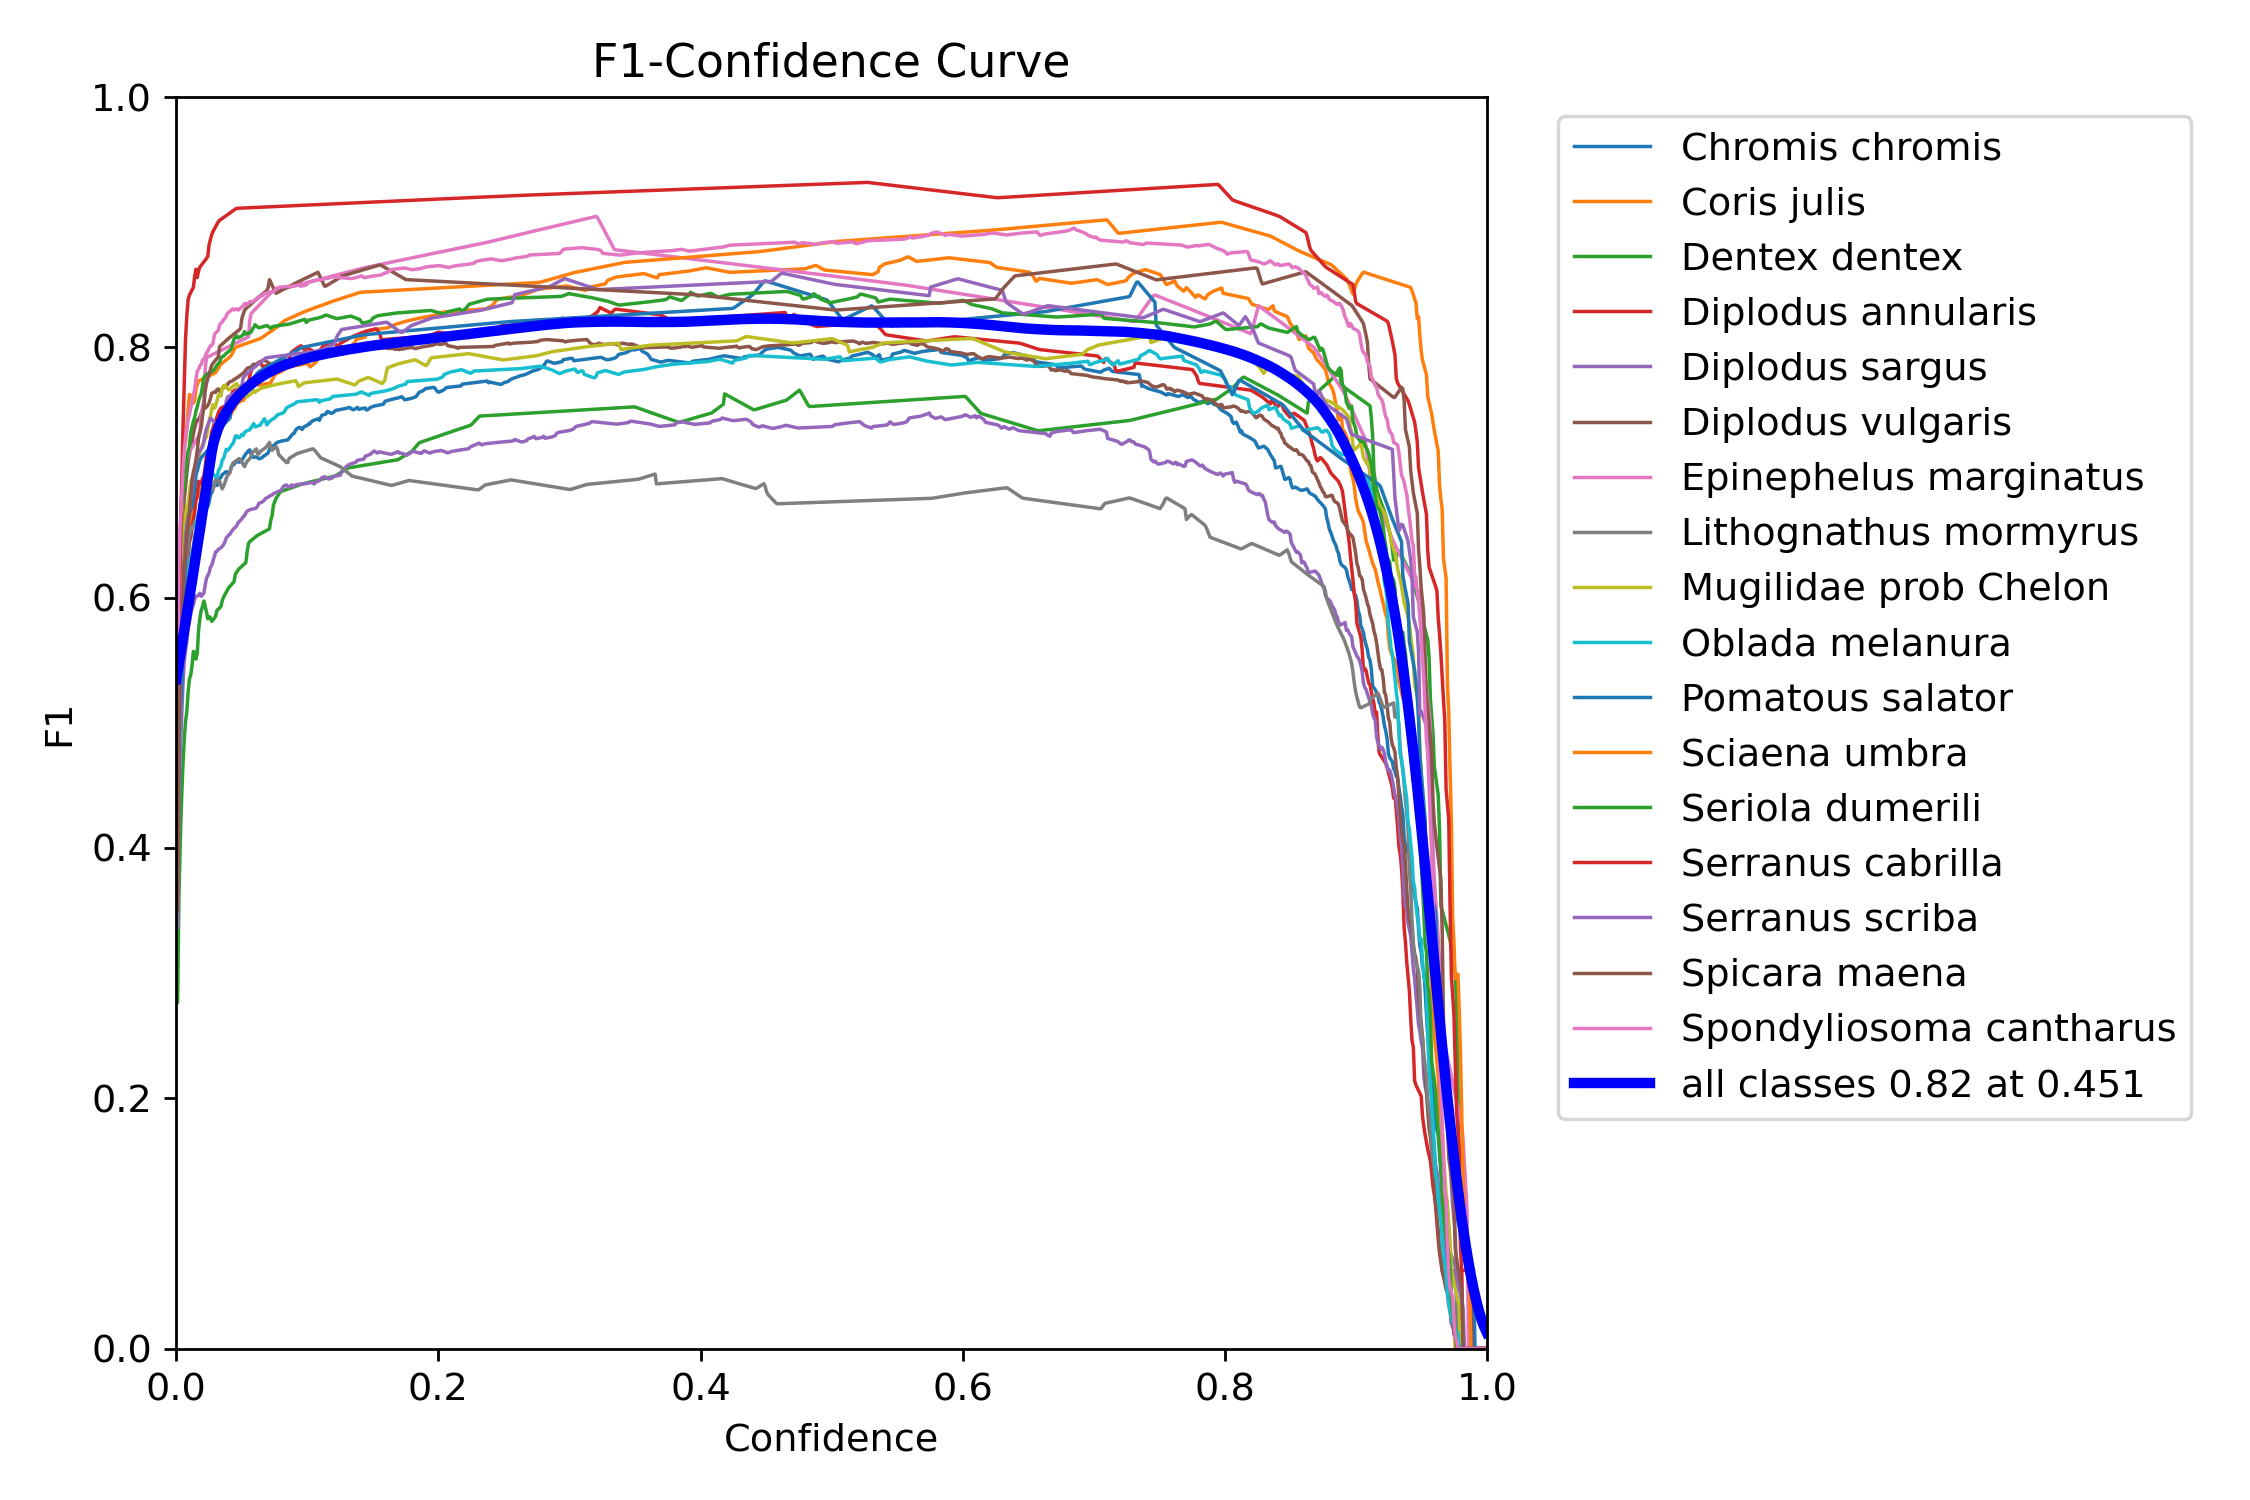 F1-Confidence Curve
1.0
0.8
0.6
0.4
0.2
0.0
F1
0.0 0.2 0.4 0.6 0.8 1.0
Confidence
Chromis chromis
Coris julis
Dentex dentex
Diplodus annularis
Diplodus sargus
Diplodus vulgaris
Epinephelus marginatus
Lithognathus mormyrus
Mugilidae prob Chelon
Oblada melanura
Pomatous salator
Sciaena umbra
Seriola dumerili
Serranus cabrilla
Serranus scriba
Spicara maena
Spondyliosoma cantharus
all classes 0.82 at 0.451